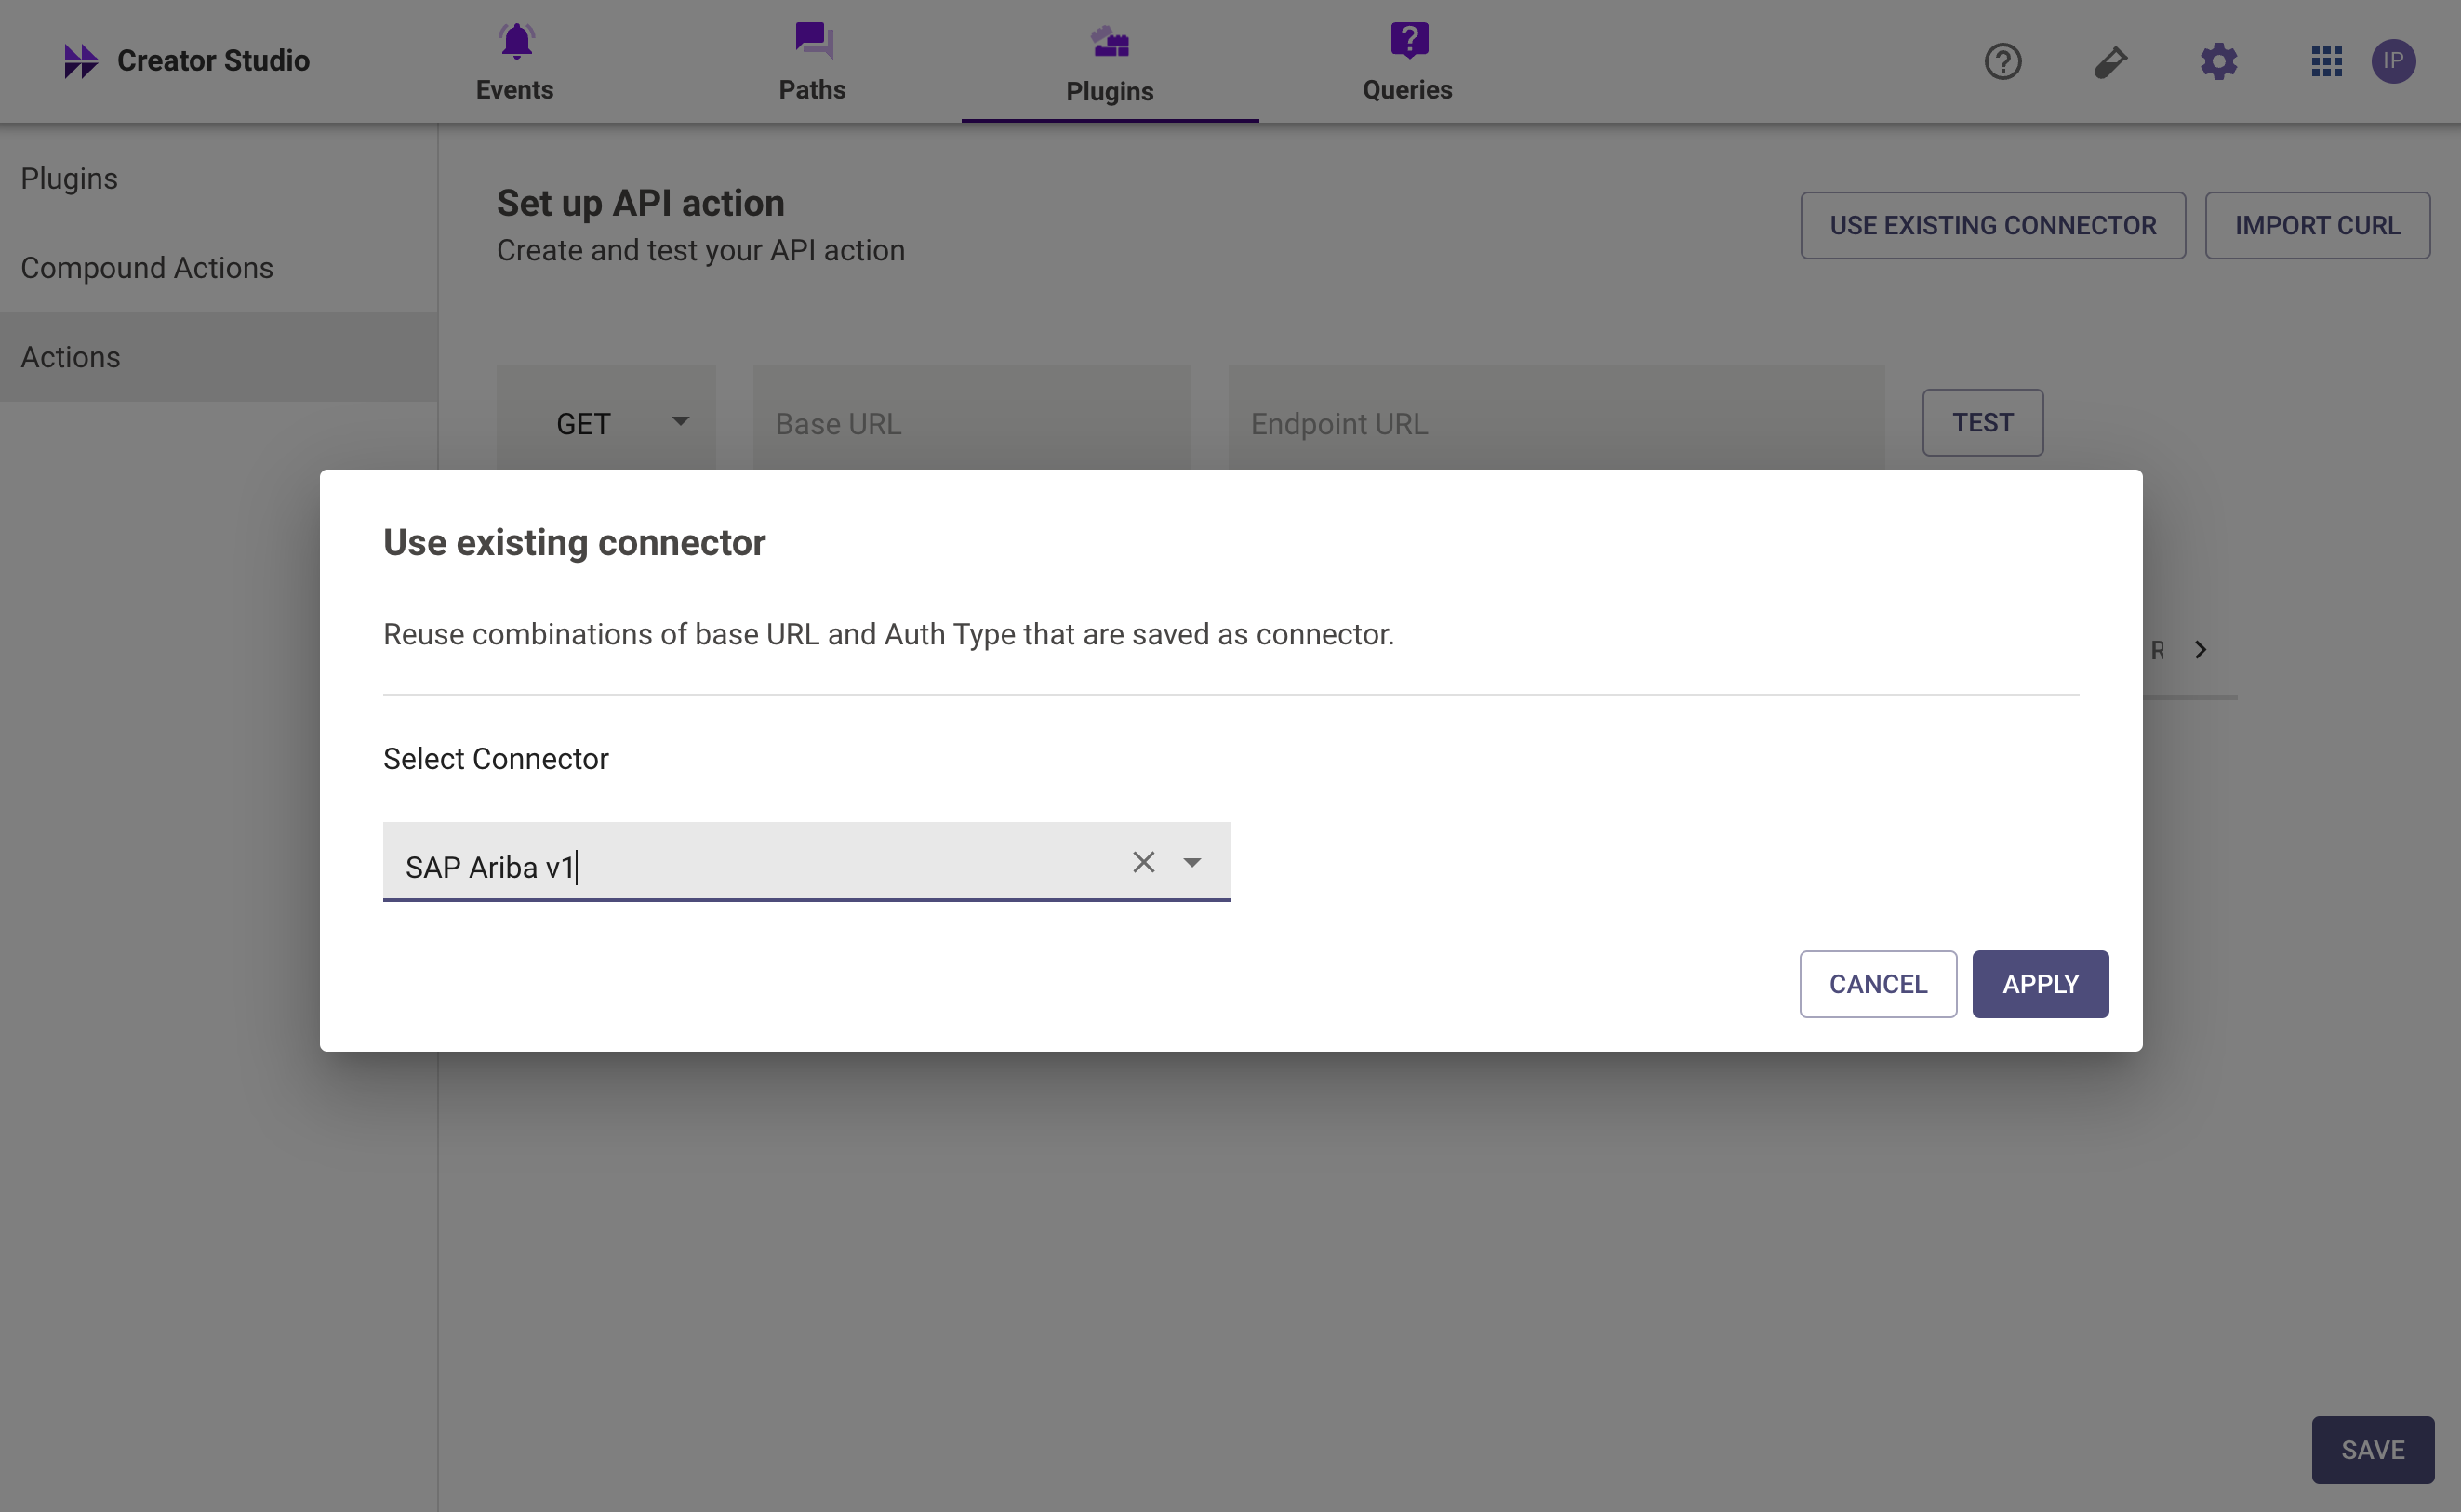 Creator Studio
Events
Paths
Plugins
Queries
IP
Plugins
Compound Actions
Actions
Set up API action
Create and test your API action
USE EXISTING CONNECTOR
IMPORT CURL
GET
Base URL
Endpoint URL
TEST
Use existing connector
Reuse combinations of base URL and Auth Type that are saved as connector.
R
Select Connector
SAP Ariba v1
CANCEL
APPLY
SAVE